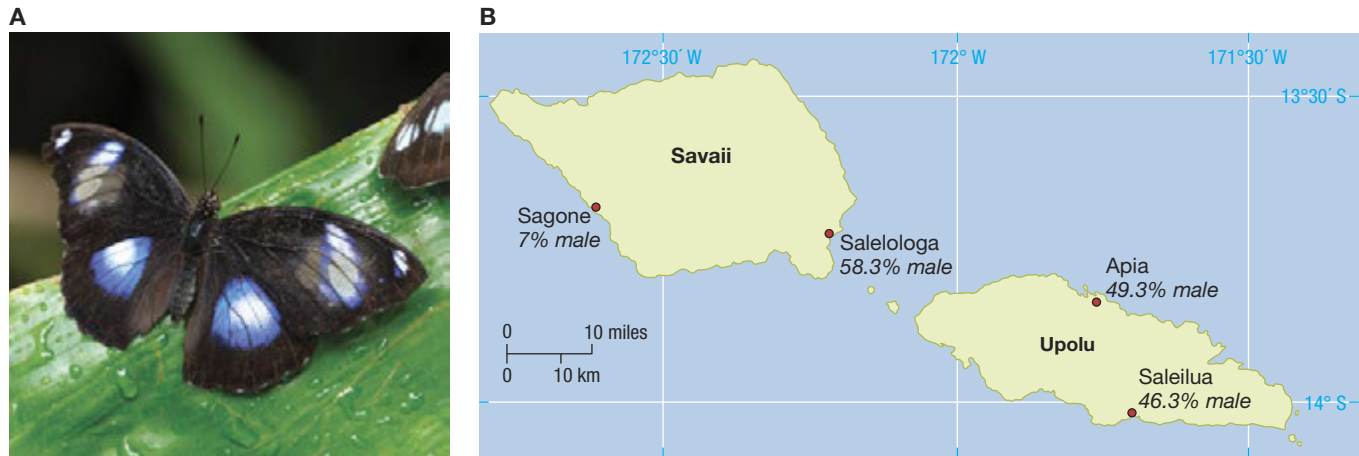 A
B
172°30′ W
172° W
171°30′ W
13°30′ S
Savaii
Sagone
7% male
Salelologa
58.3% male
Apia
49.3% male
0
10 miles
0
10 km
Upolu
Saleilua
46.3% male
14° S